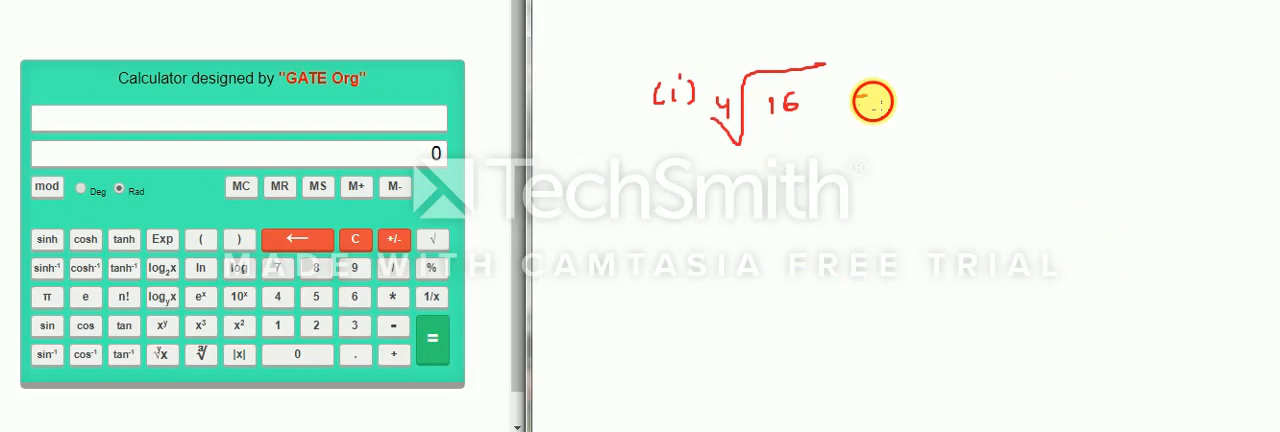 Calculator designed by "GATE Org"
0
mod Deg Rad MC MR MS M+ M-
sinh cosh tanh Exp ( ) ← C +/- √
sinh⁻¹ cosh⁻¹ tanh⁻¹ log₂x ln log 7 8 9 / %
π e n! logᵧx eˣ 10ˣ 4 5 6 * 1/x
sin cos tan xʸ x³ x² 1 2 3 - =
sin⁻¹ cos⁻¹ tan⁻¹ ʸ√x ∛ |x| 0 . +
(i) ⁴√16
TechSmith®
MADE WITH CAMTASIA FREE TRIAL